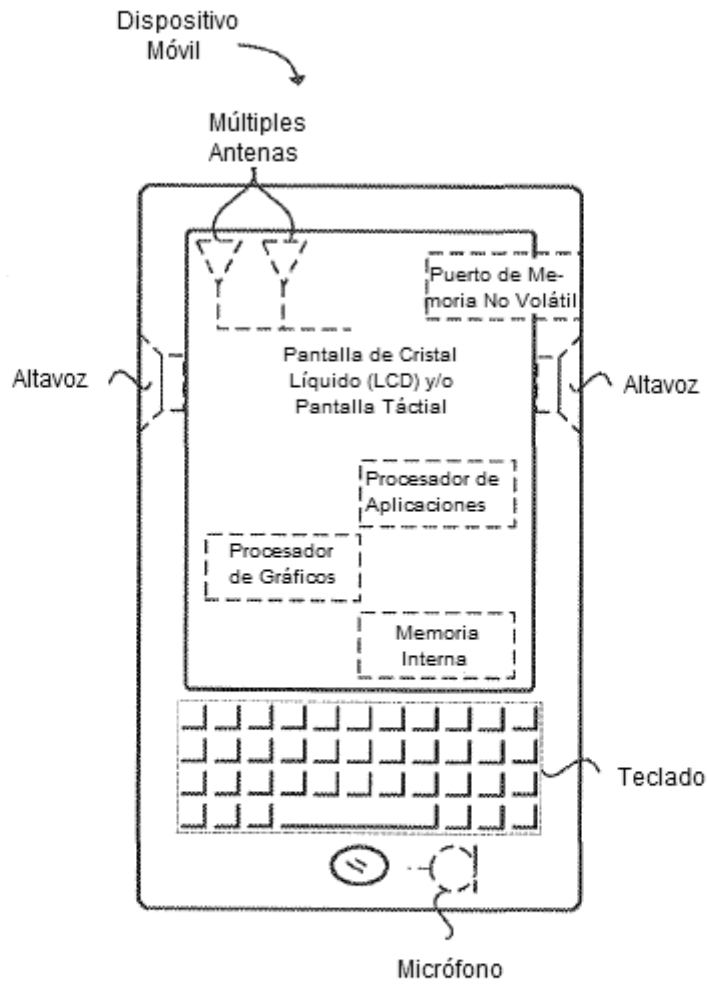 Dispositivo
Móvil
Múltiples
Antenas
Puerto de Me-
moria No Volátil
Pantalla de Cristal
Líquido (LCD) y/o
Pantalla Táctial
Altavoz
Altavoz
Procesador de
Aplicaciones
Procesador
de Gráficos
Memoria
Interna
Teclado
Micrófono